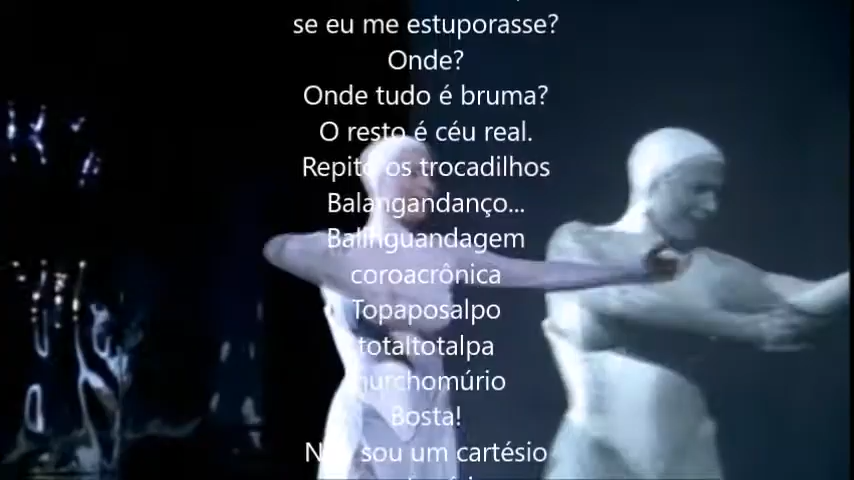 se eu me estuporasse?
Onde?
Onde tudo é bruma?
O resto é céu real.
Repito os trocadilhos
Balangandanço...
Balinguandagem
coroacrônica
Topaposalpo
totaltotalpa
Bosta!
Não sou um cartésio